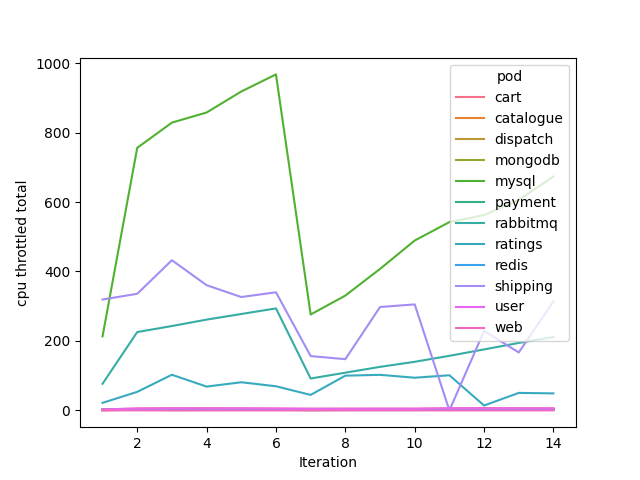 1000
800
600
400
200
0
cpu throttled total
2
4
6
8
10
12
14
Iteration
pod
cart
catalogue
dispatch
mongodb
mysql
payment
rabbitmq
ratings
redis
shipping
user
web